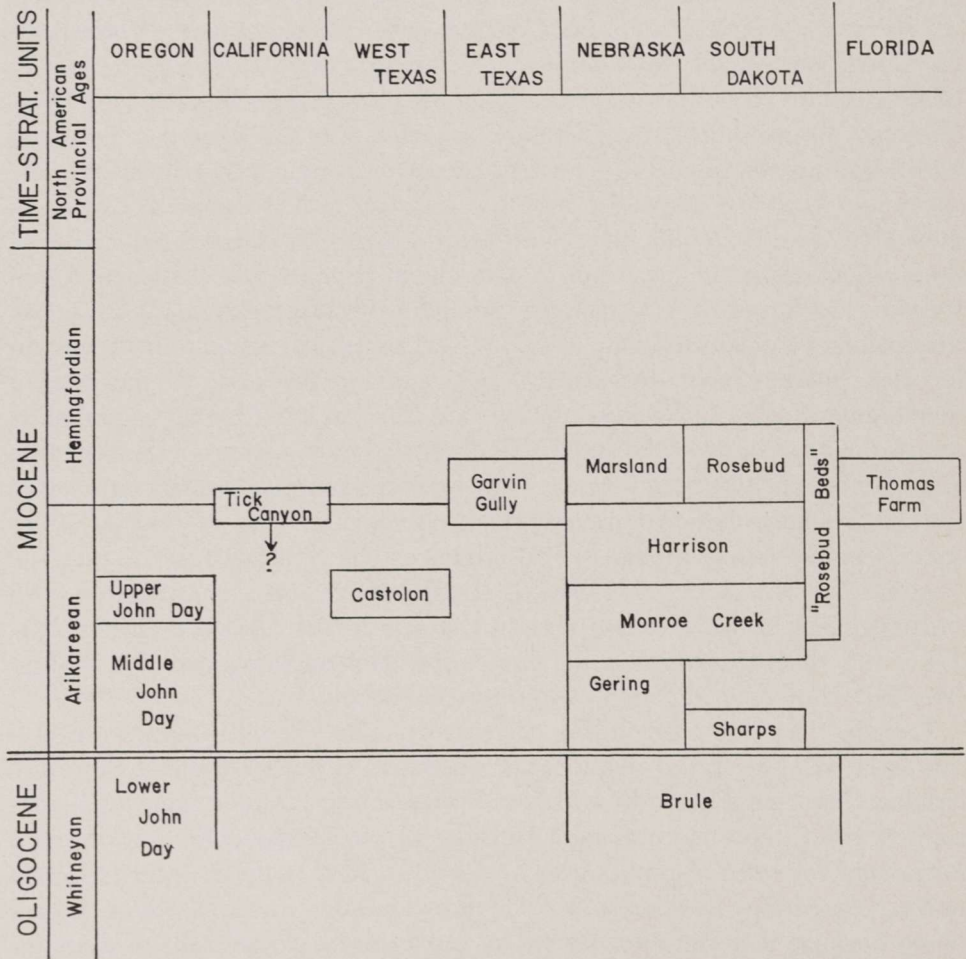 TIME-STRAT. UNITS
North American
Provincial Ages
OREGON
CALIFORNIA
WEST
TEXAS
EAST
TEXAS
NEBRASKA
SOUTH
DAKOTA
FLORIDA
MIOCENE
Hemingfordian
Tick
Canyon
?
Garvin
Gully
Marsland
Rosebud
"Rosebud Beds"
Thomas
Farm
Harrison
Arikareean
Upper
John Day
Castolon
Monroe Creek
Middle
John
Day
Gering
Sharps
OLIGOCENE
Whitneyan
Lower
John
Day
Brule